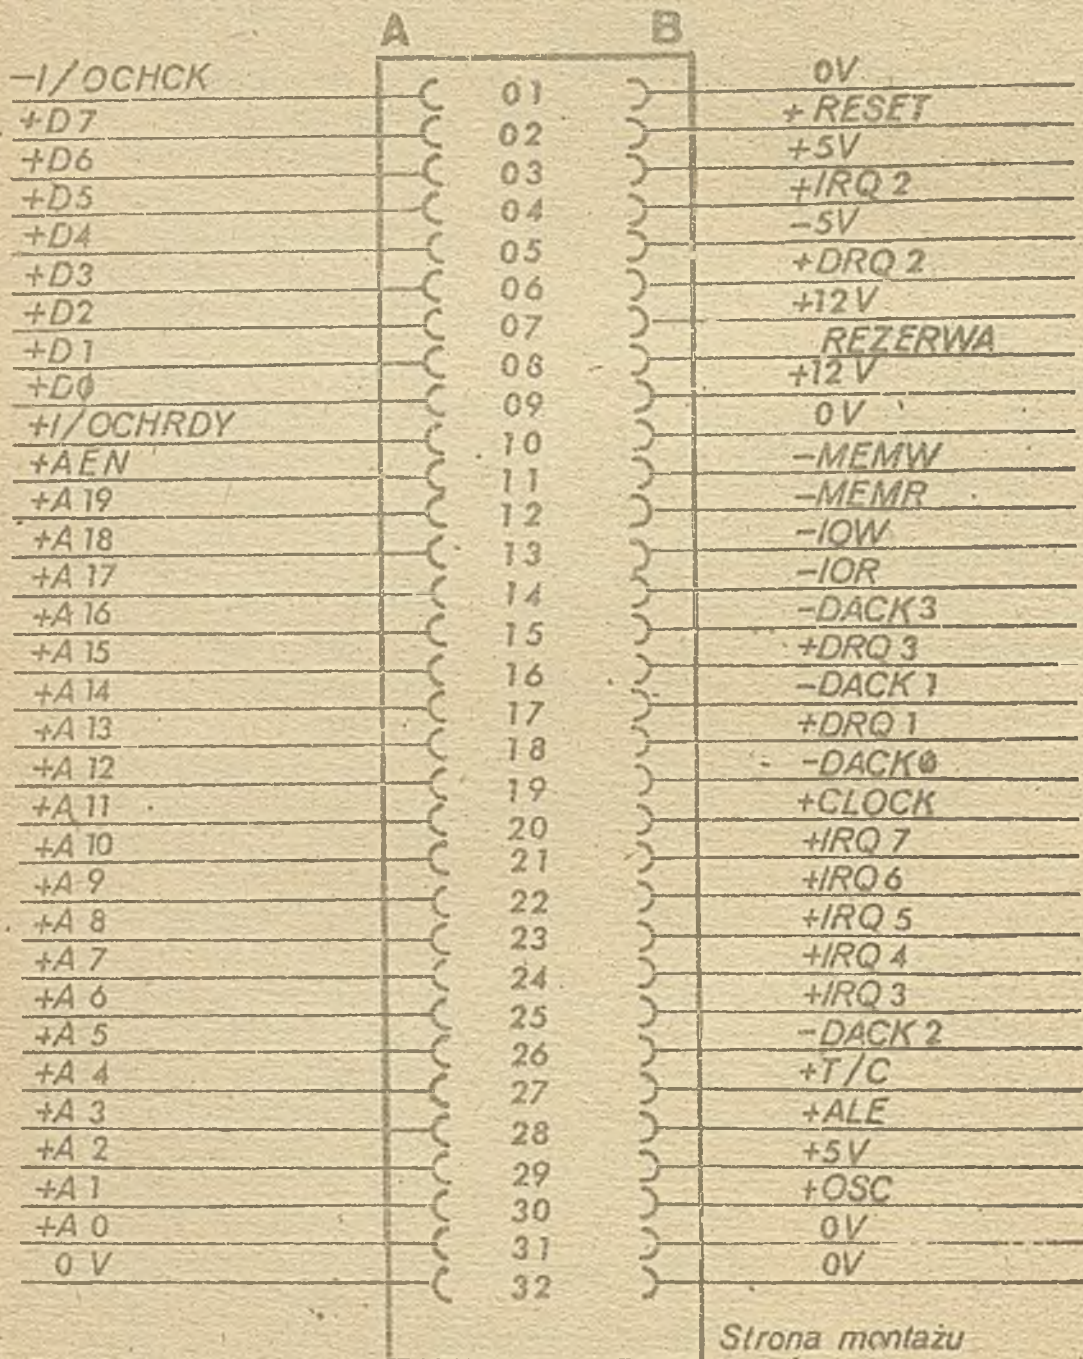 A B
-I/OCHCK 01 0V
+D7 02 +RESET
+D6 03 +5V
+D5 04 +IRQ 2
+D4 05 -5V
+D3 06 +DRQ 2
+D2 07 +12V
+D1 08 REZERWA
+D0 09 +12V
+I/OCHRDY 10 0V
+AEN 11 -MEMW
+A 19 12 -MEMR
+A 18 13 -IOW
+A 17 14 -IOR
+A 16 15 -DACK3
+A 15 16 +DRQ 3
+A 14 17 -DACK 1
+A 13 18 +DRQ 1
+A 12 19 -DACK0
+A 11 20 +CLOCK
+A 10 21 +IRQ 7
+A 9 22 +IRQ 6
+A 8 23 +IRQ 5
+A 7 24 +IRQ 4
+A 6 25 +IRQ 3
+A 5 26 -DACK 2
+A 4 27 +T/C
+A 3 28 +ALE
+A 2 29 +5V
+A 1 30 +OSC
+A 0 31 0V
0 V 32 0V
Strona montażu